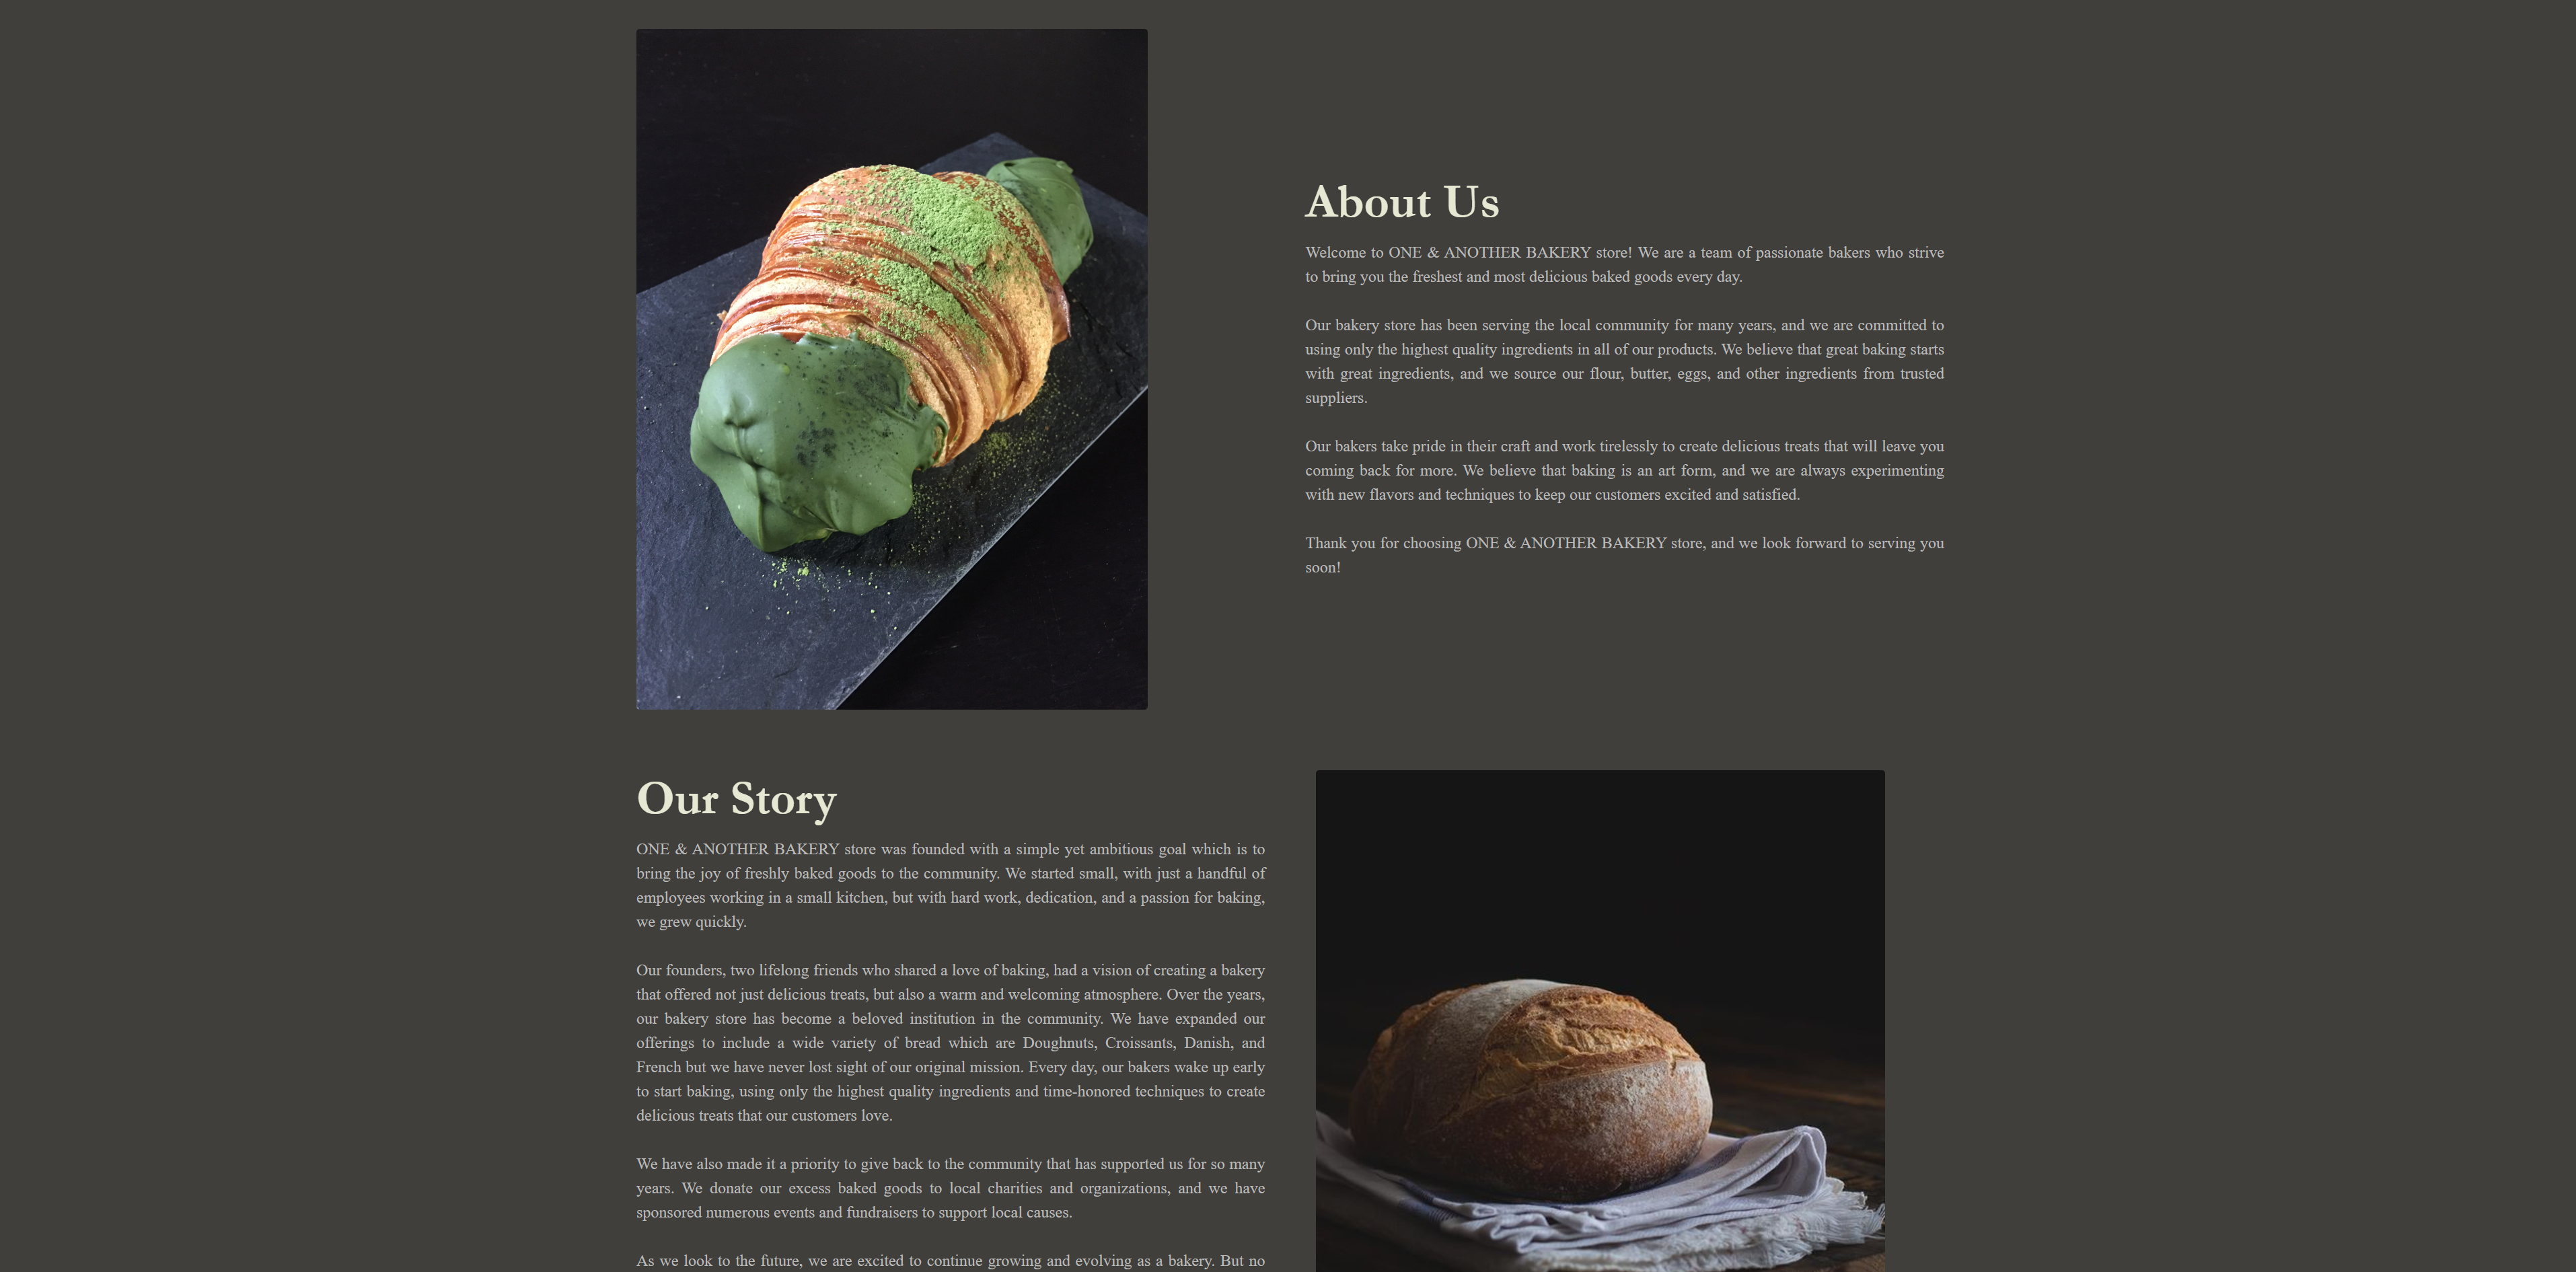 About Us
Welcome to ONE & ANOTHER BAKERY store! We are a team of passionate bakers who strive
to bring you the freshest and most delicious baked goods every day.
Our bakery store has been serving the local community for many years, and we are committed to
using only the highest quality ingredients in all of our products. We believe that great baking starts
with great ingredients, and we source our flour, butter, eggs, and other ingredients from trusted
suppliers.
Our bakers take pride in their craft and work tirelessly to create delicious treats that will leave you
coming back for more. We believe that baking is an art form, and we are always experimenting
with new flavors and techniques to keep our customers excited and satisfied.
Thank you for choosing ONE & ANOTHER BAKERY store, and we look forward to serving you
soon!
Our Story
ONE & ANOTHER BAKERY store was founded with a simple yet ambitious goal which is to
bring the joy of freshly baked goods to the community. We started small, with just a handful of
employees working in a small kitchen, but with hard work, dedication, and a passion for baking,
we grew quickly.
Our founders, two lifelong friends who shared a love of baking, had a vision of creating a bakery
that offered not just delicious treats, but also a warm and welcoming atmosphere. Over the years,
our bakery store has become a beloved institution in the community. We have expanded our
offerings to include a wide variety of bread which are Doughnuts, Croissants, Danish, and
French but we have never lost sight of our original mission. Every day, our bakers wake up early
to start baking, using only the highest quality ingredients and time-honored techniques to create
delicious treats that our customers love.
We have also made it a priority to give back to the community that has supported us for so many
years. We donate our excess baked goods to local charities and organizations, and we have
sponsored numerous events and fundraisers to support local causes.
As we look to the future, we are excited to continue growing and evolving as a bakery. But no